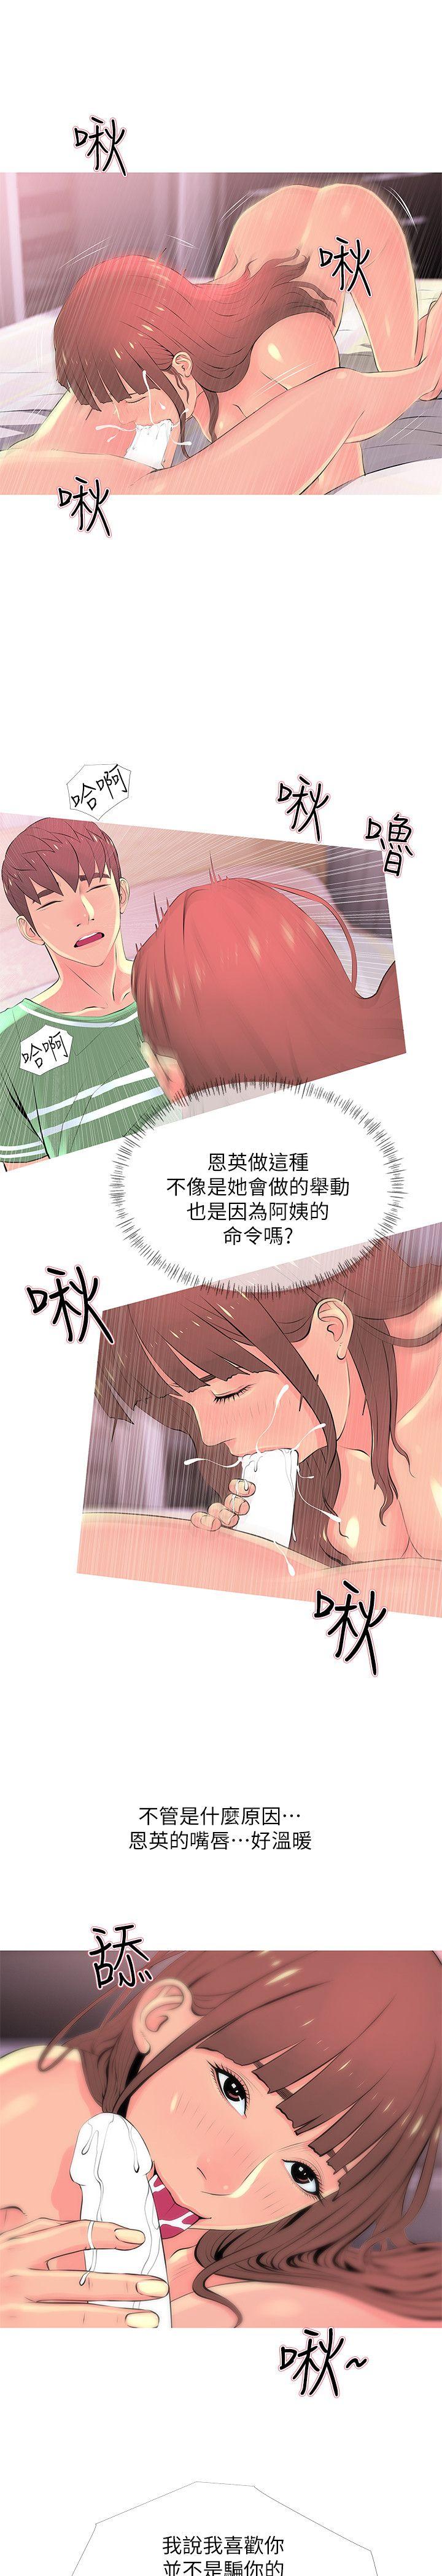 啾
啾
啾
哈啊
啾
嚕
哈啊
恩英做這種
不像是她會做的舉動
也是因為阿姨的
命令嗎?
啾
啾
不管是什麼原因…
恩英的嘴唇…好溫暖
舔
啾~
我說我喜歡你
並不是騙你的